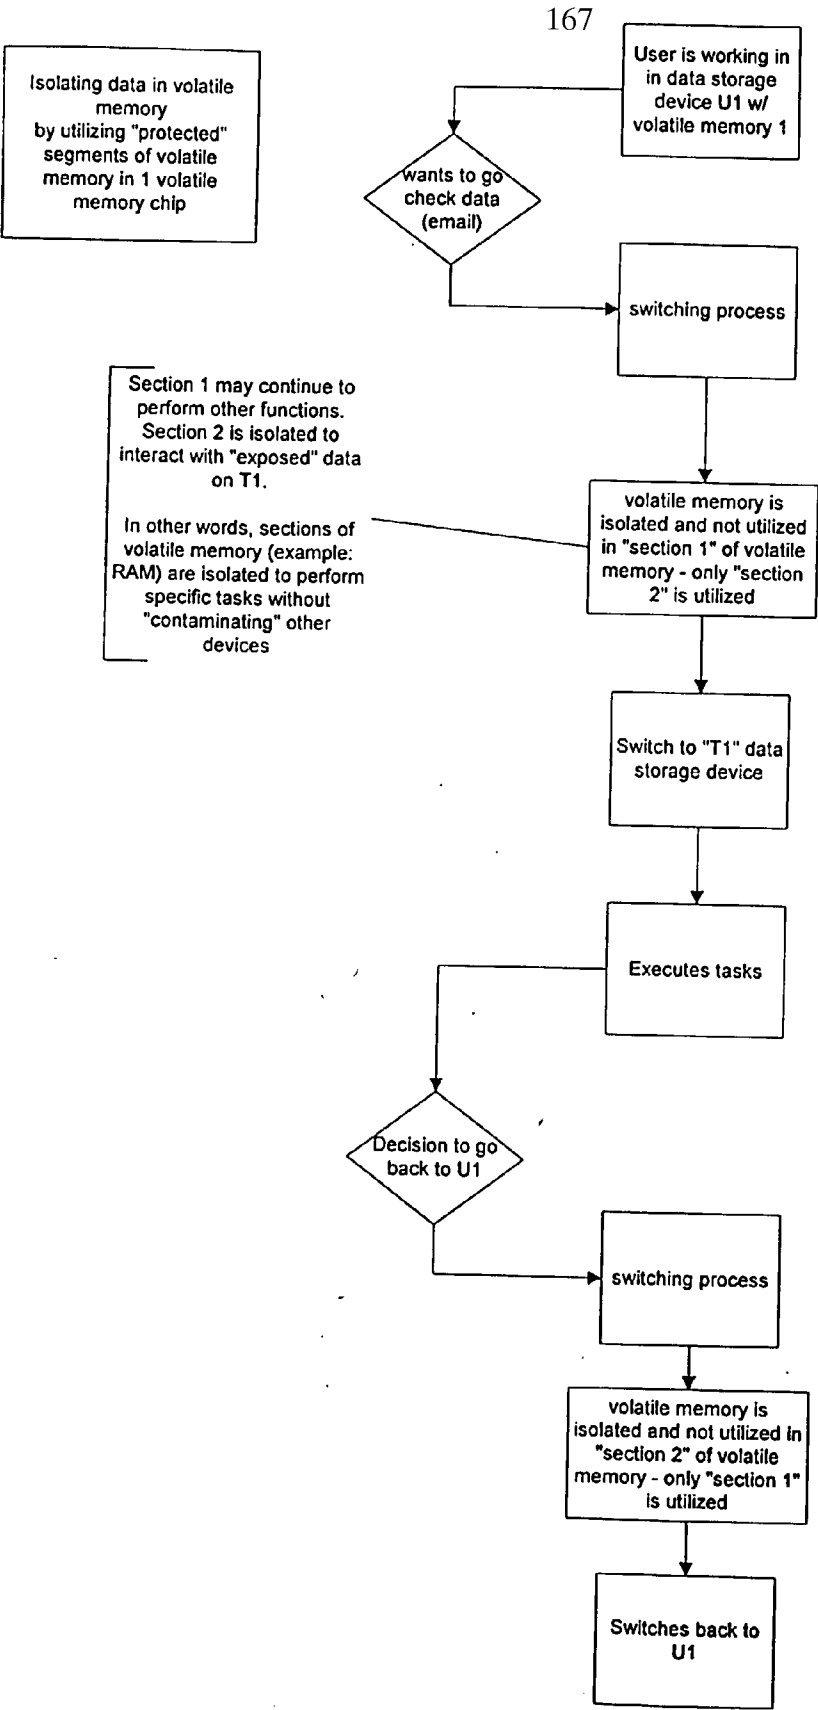 167
Isolating data in volatile
memory
by utilizing "protected"
segments of volatile
memory in 1 volatile
memory chip
User is working in
in data storage
device U1 w/
volatile memory 1
wants to go
check data
(email)
switching process
Section 1 may continue to
perform other functions.
Section 2 is isolated to
interact with "exposed" data
on T1.
In other words, sections of
volatile memory (example:
RAM) are isolated to perform
specific tasks without
"contaminating" other
devices
volatile memory is
isolated and not utilized
in "section 1" of volatile
memory - only "section
2" is utilized
Switch to "T1" data
storage device
Executes tasks
Decision to go
back to U1
switching process
volatile memory is
isolated and not utilized in
"section 2" of volatile
memory - only "section 1"
is utilized
Switches back to
U1